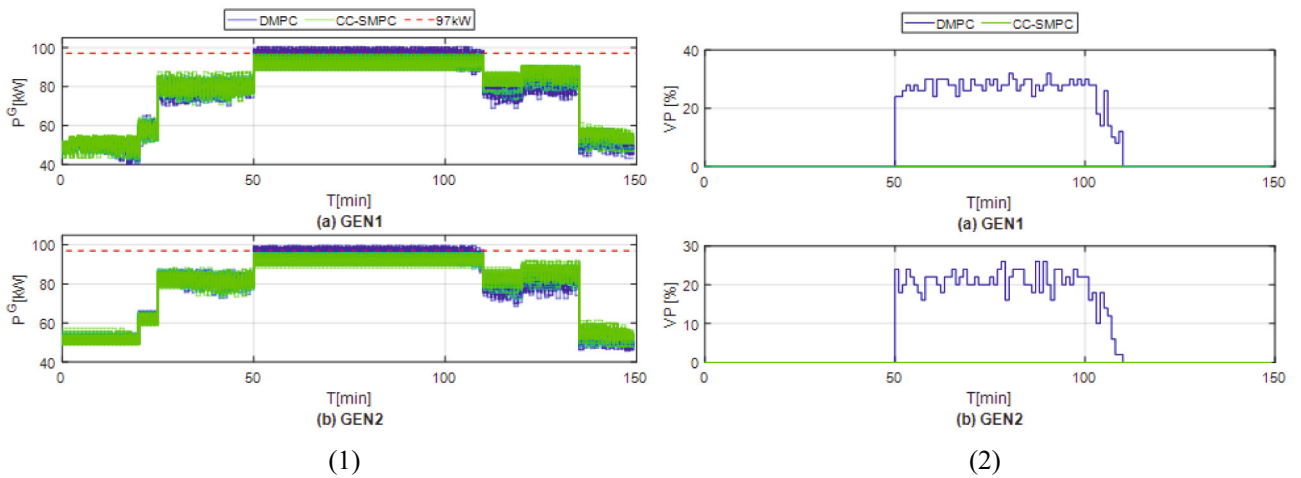 DMPC CC-SMPC 97kW
100
80
60
40
P^G[kW]
0 50 100 150
T[min]
(a) GEN1
100
80
60
40
P^G[kW]
0 50 100 150
T[min]
(b) GEN2
(1)
DMPC CC-SMPC
40
20
0
VP [%]
0 50 100 150
T[min]
(a) GEN1
30
20
10
0
VP [%]
0 50 100 150
T[min]
(b) GEN2
(2)